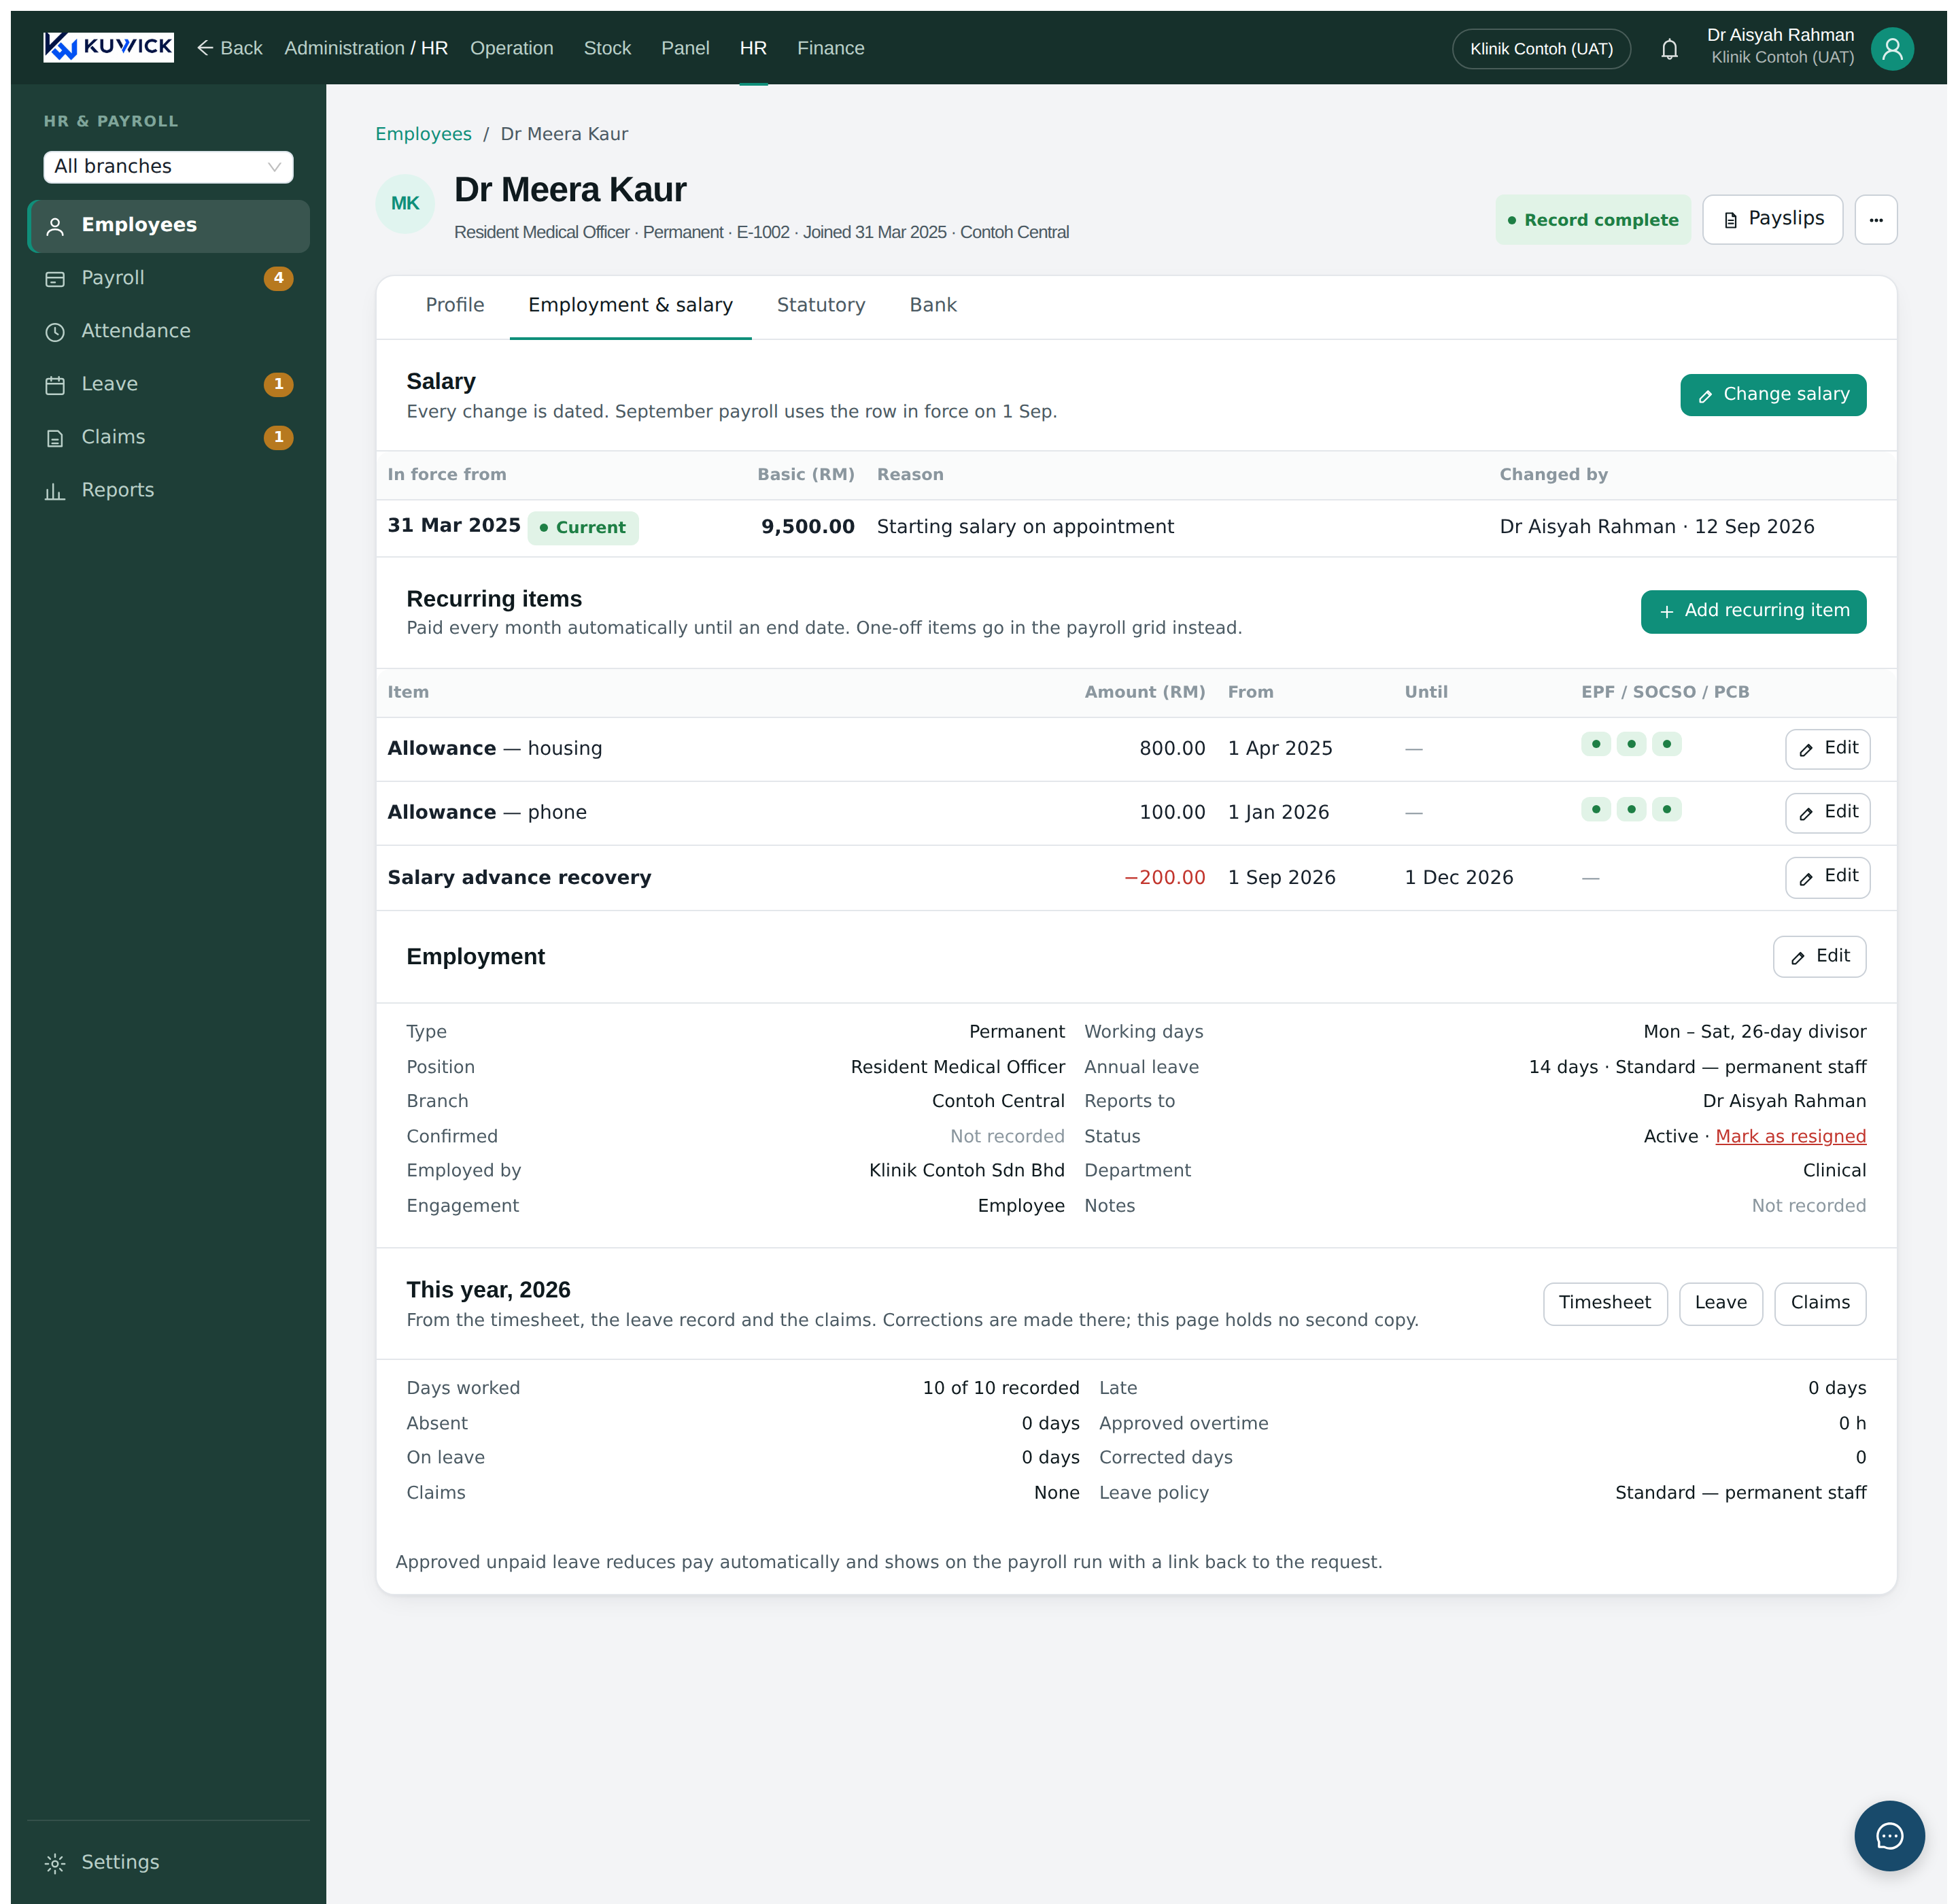 KUWICK Back Administration / HR Operation Stock Panel HR Finance Klinik Contoh (UAT) Dr Aisyah Rahman
Klinik Contoh (UAT)
HR & PAYROLL
All branches
Employees
Payroll 4
Attendance
Leave 1
Claims 1
Reports
Settings
Employees / Dr Meera Kaur
MK
Dr Meera Kaur
Resident Medical Officer · Permanent · E-1002 · Joined 31 Mar 2025 · Contoh Central
Record complete Payslips ···
Profile Employment & salary Statutory Bank
Salary
Every change is dated. September payroll uses the row in force on 1 Sep.
Change salary
In force from Basic (RM) Reason Changed by
31 Mar 2025 Current 9,500.00 Starting salary on appointment Dr Aisyah Rahman · 12 Sep 2026
Recurring items
Paid every month automatically until an end date. One-off items go in the payroll grid instead.
+ Add recurring item
Item Amount (RM) From Until EPF / SOCSO / PCB
Allowance — housing 800.00 1 Apr 2025 — Edit
Allowance — phone 100.00 1 Jan 2026 — Edit
Salary advance recovery −200.00 1 Sep 2026 1 Dec 2026 — Edit
Employment Edit
Type Permanent Working days Mon – Sat, 26-day divisor
Position Resident Medical Officer Annual leave 14 days · Standard — permanent staff
Branch Contoh Central Reports to Dr Aisyah Rahman
Confirmed Not recorded Status Active · Mark as resigned
Employed by Klinik Contoh Sdn Bhd Department Clinical
Engagement Employee Notes Not recorded
This year, 2026
From the timesheet, the leave record and the claims. Corrections are made there; this page holds no second copy.
Timesheet Leave Claims
Days worked 10 of 10 recorded Late 0 days
Absent 0 days Approved overtime 0 h
On leave 0 days Corrected days 0
Claims None Leave policy Standard — permanent staff
Approved unpaid leave reduces pay automatically and shows on the payroll run with a link back to the request.